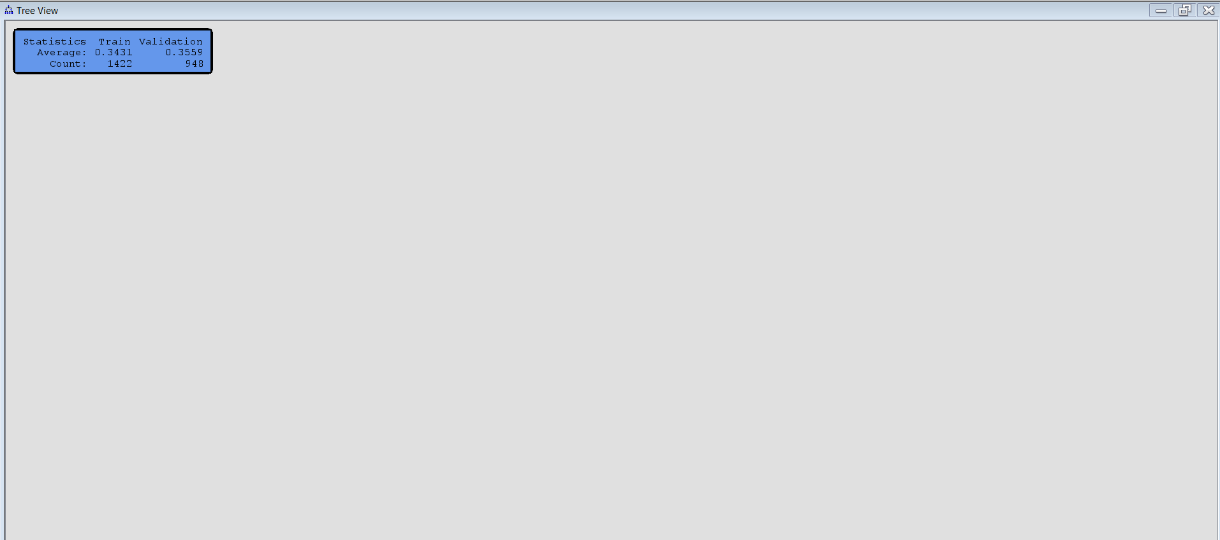 Tree View
Statistics Train Validation
Average: 0.3431 0.3559
Count: 1422 948